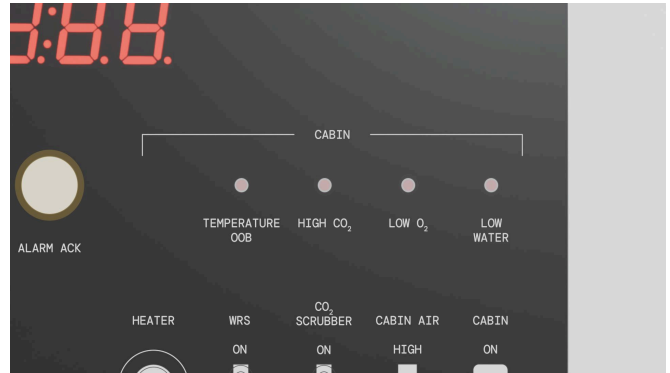 CABIN
TEMPERATURE
OOB
HIGH CO₂
LOW O₂
LOW
WATER
ALARM ACK
HEATER
WRS
CO₂
SCRUBBER
CABIN AIR
CABIN
ON
ON
HIGH
ON